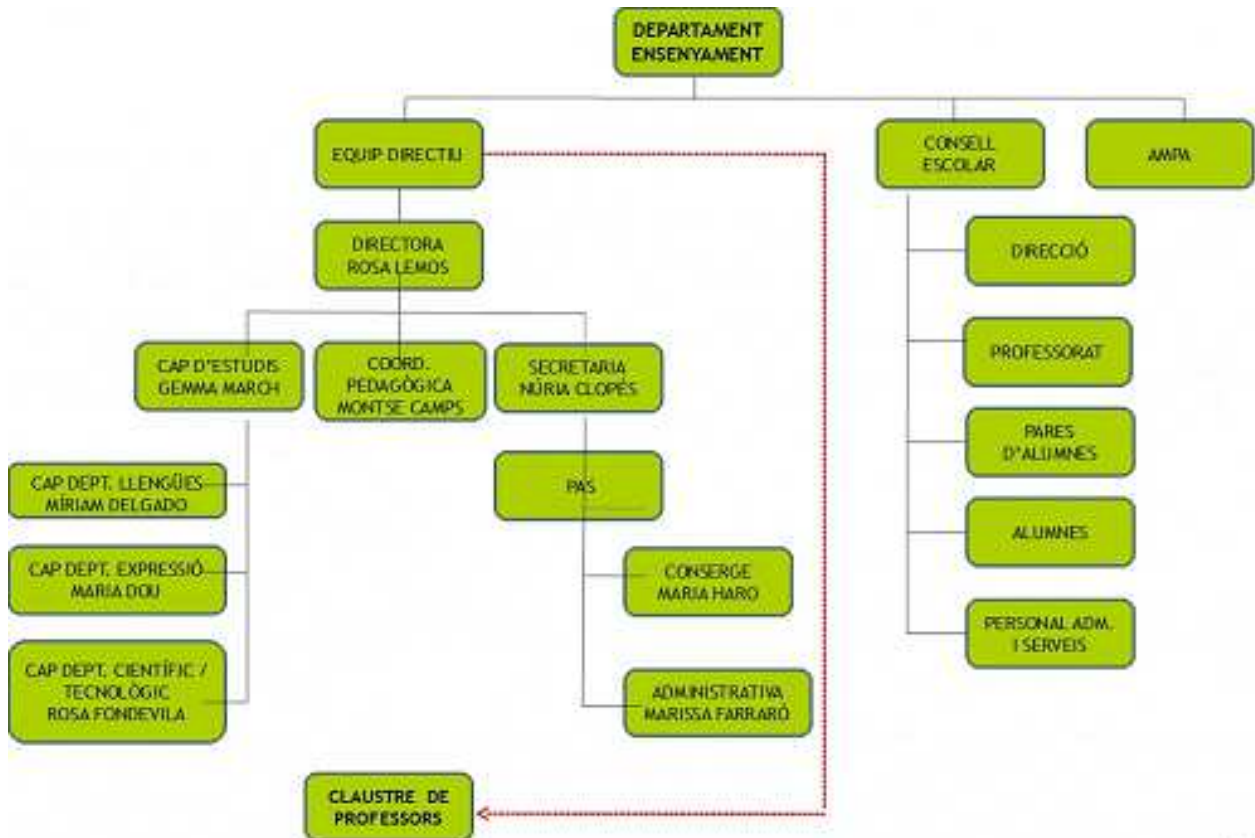 DEPARTAMENT
ENSENYAMENT
EQUIP DIRECTIU
CONSELL
ESCOLAR
AMPA
DIRECTORA
ROSA LEMOS
DIRECCIÓ
CAP D'ESTUDIS
GEMMA MARCH
COORD.
PEDAGÒGICA
MONTSE CAMPS
SECRETARIA
NÚRIA CLOPÉS
PROFESSORAT
CAP DEPT. LLENGÜES
MÍRIAM DELGADO
PAS
PARES
D'ALUMNES
CAP DEPT. EXPRESSIÓ
MARIA DOU
CONSERGE
MARIA HARO
ALUMNES
CAP DEPT. CIENTÍFIC /
TECNOLÒGIC
ROSA FONDEVILA
ADMINISTRATIVA
MARISSA FARRARÓ
PERSONAL ADM.
I SERVEIS
CLAUSTRE DE
PROFESSORS